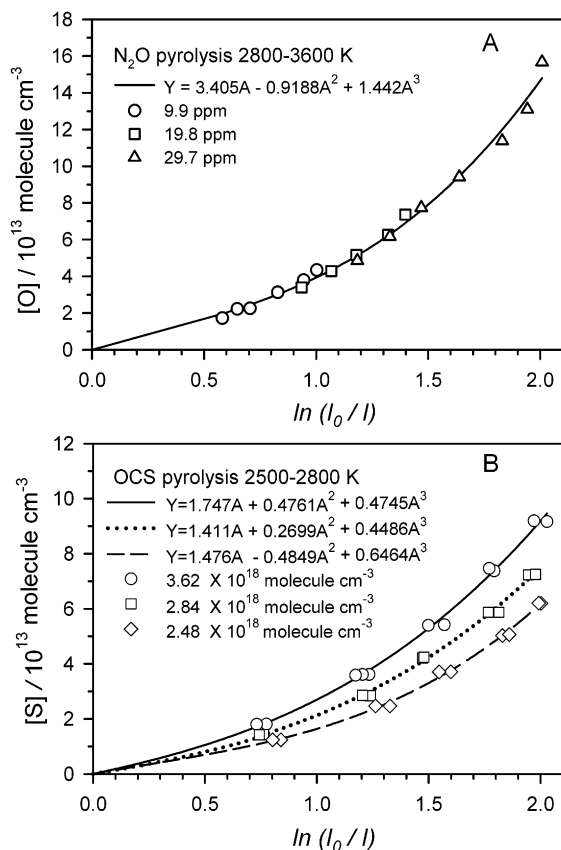 A
N₂O pyrolysis 2800-3600 K
Y = 3.405A - 0.9188A² + 1.442A³
9.9 ppm
19.8 ppm
29.7 ppm
[O] / 10¹³ molecule cm⁻³
18
16
14
12
10
8
6
4
2
0
0.0 0.5 1.0 1.5 2.0
ln (I₀ / I)
B
OCS pyrolysis 2500-2800 K
Y=1.747A + 0.4761A² + 0.4745A³
Y=1.411A + 0.2699A² + 0.4486A³
Y=1.476A - 0.4849A² + 0.6464A³
3.62 X 10¹⁸ molecule cm⁻³
2.84 X 10¹⁸ molecule cm⁻³
2.48 X 10¹⁸ molecule cm⁻³
[S] / 10¹³ molecule cm⁻³
12
10
8
6
4
2
0
0.0 0.5 1.0 1.5 2.0
ln (I₀ / I)